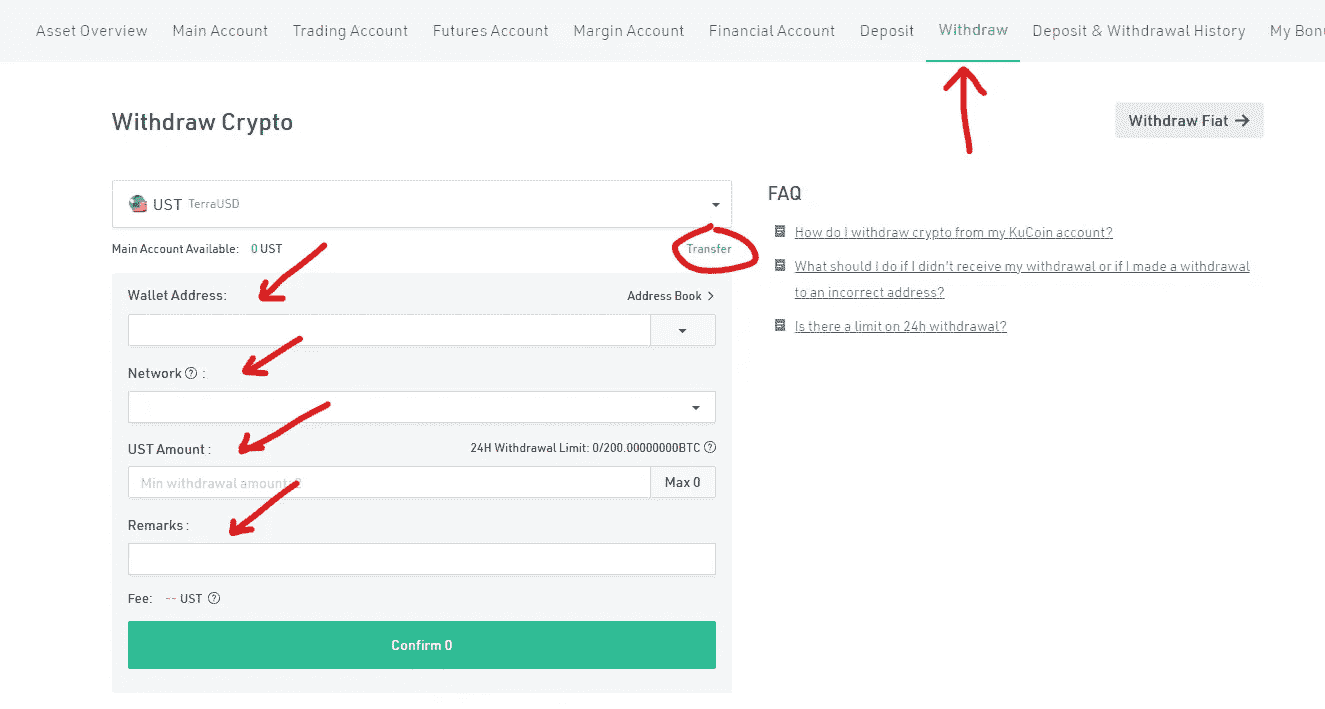 Asset Overview Main Account Trading Account Futures Account Margin Account Financial Account Deposit Withdraw Deposit & Withdrawal History My Bon
Withdraw Crypto
Withdraw Fiat →
UST TerraUSD
Main Account Available: 0 UST Transfer
Wallet Address: Address Book >
Network ? :
UST Amount : 24H Withdrawal Limit: 0/200.00000000BTC ?
Min withdrawal amount: 2 Max 0
Remarks :
Fee: -- UST ?
Confirm 0
FAQ
How do I withdraw crypto from my KuCoin account?
What should I do if I didn't receive my withdrawal or if I made a withdrawal
to an incorrect address?
Is there a limit on 24h withdrawal?